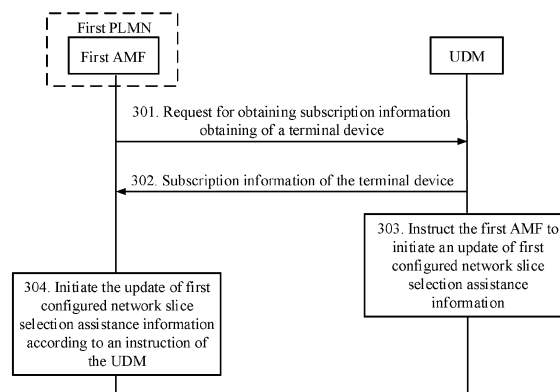 First PLMN
First AMF
UDM
301. Request for obtaining subscription information
obtaining of a terminal device
302. Subscription information of the terminal device
303. Instruct the first AMF to
initiate an update of first
configured network slice
selection assistance
information
304. Initiate the update of first
configured network slice
selection assistance information
according to an instruction of
the UDM